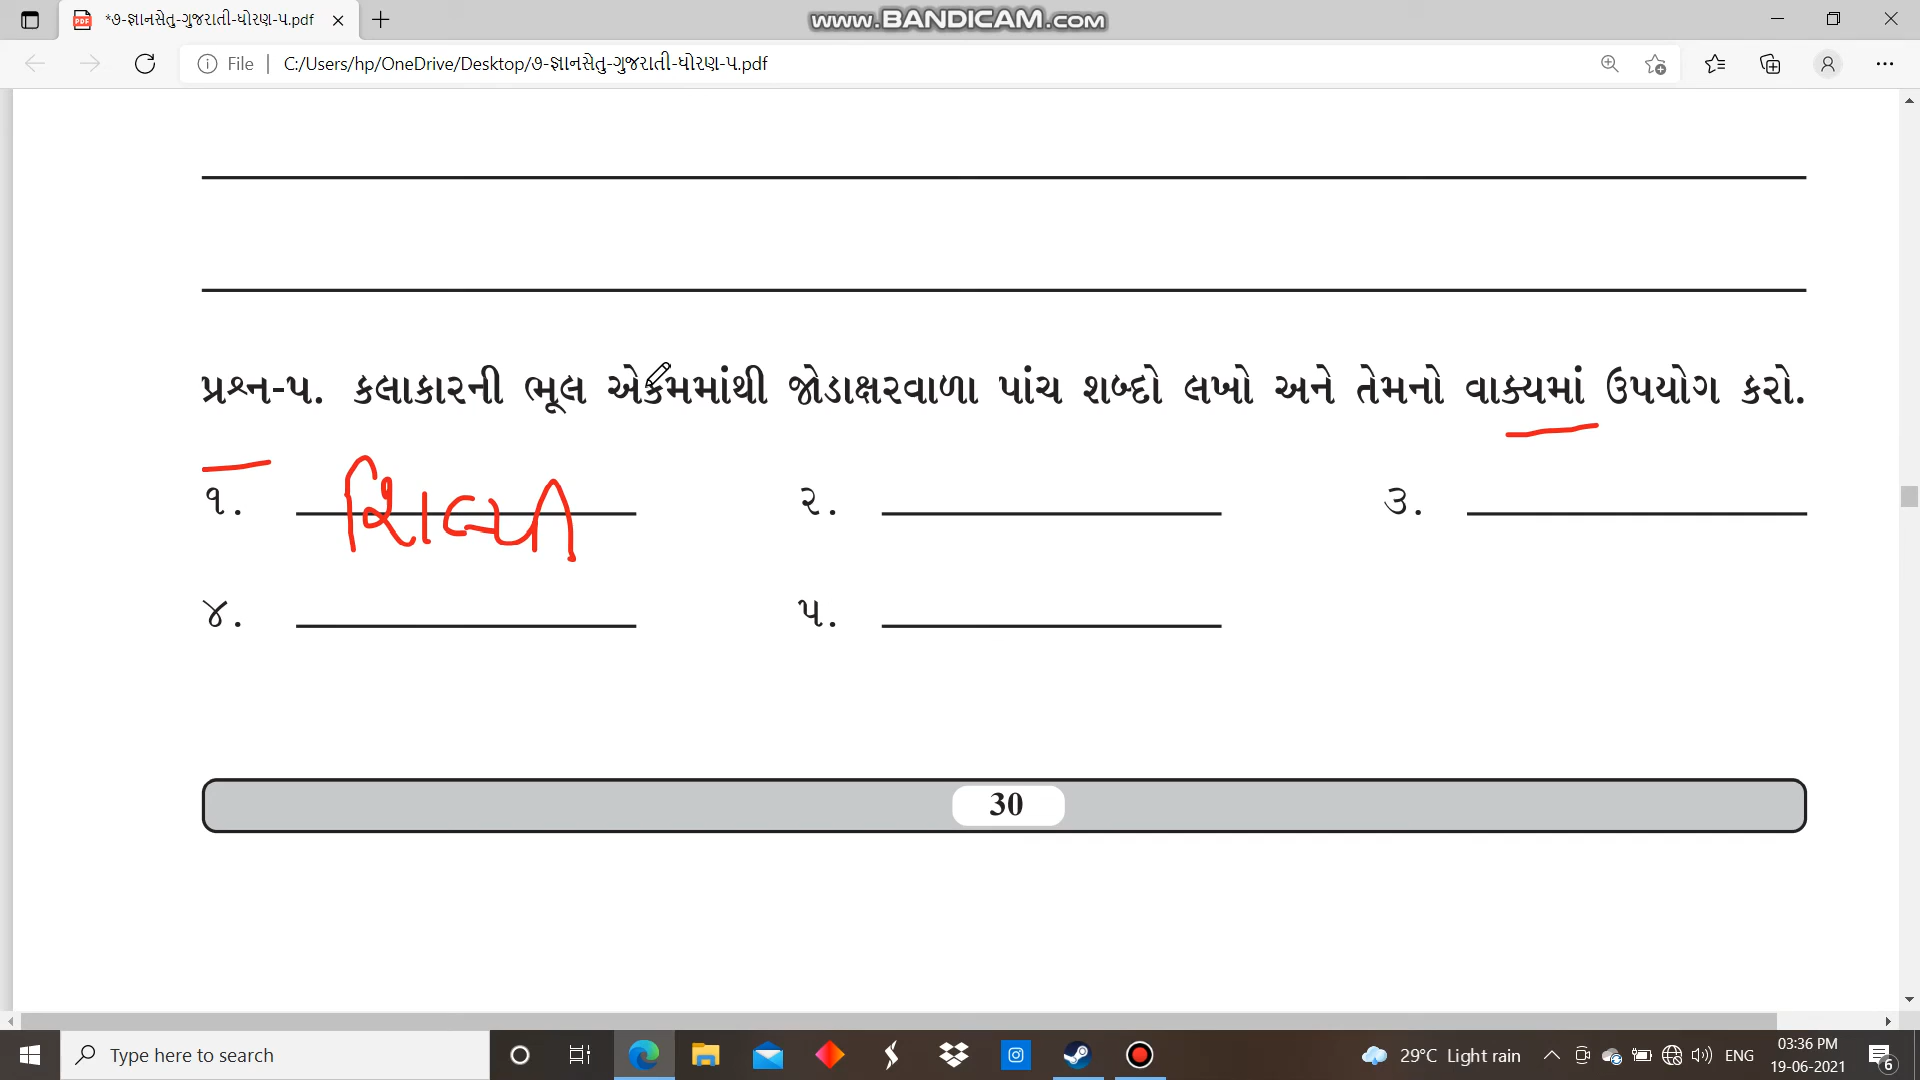 *૭-જ્ઞાનસેતુ-ગુજરાતી-ધોરણ-૫.pdf
www.BANDICAM.com
File
C:/Users/hp/OneDrive/Desktop/૭-જ્ઞાનસેતુ-ગુજરાતી-ધોરણ-૫.pdf
પ્રશ્ન-૫. કલાકારની ભૂલ એકમમાંથી જોડાક્ષરવાળા પાંચ શબ્દો લખો અને તેમનો વાક્યમાં ઉપયોગ કરો.
૧. ૨. ૩.
૪. ૫.
30
Type here to search
29°C Light rain
ENG
03:36 PM
19-06-2021
6